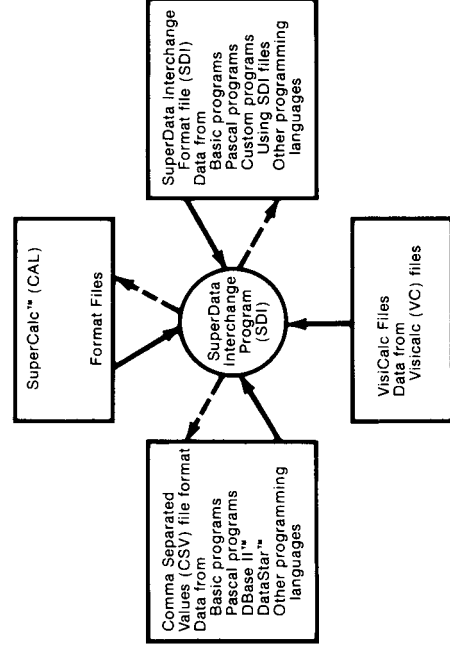 SuperCalc™ (CAL)
Format Files
Comma Separated
Values (CSV) file format
Data from
Basic programs
Pascal programs
DBase II™
DataStar™
Other programming
languages
SuperData
Interchange
Program
(SDI)
SuperData Interchange
Format file (SDI)
Data from
Basic programs
Pascal programs
Custom programs
Using SDI files
Other programming
languages
VisiCalc Files
Data from
Visicalc (VC) files